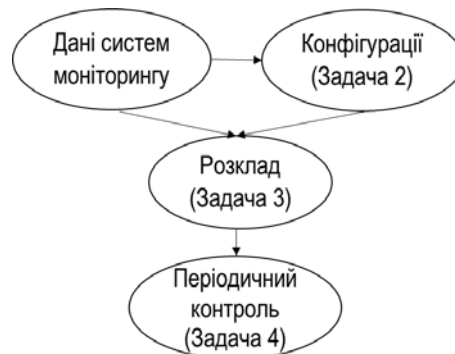 Дані систем
моніторингу
Конфігурації
(Задача 2)
Розклад
(Задача 3)
Періодичний
контроль
(Задача 4)